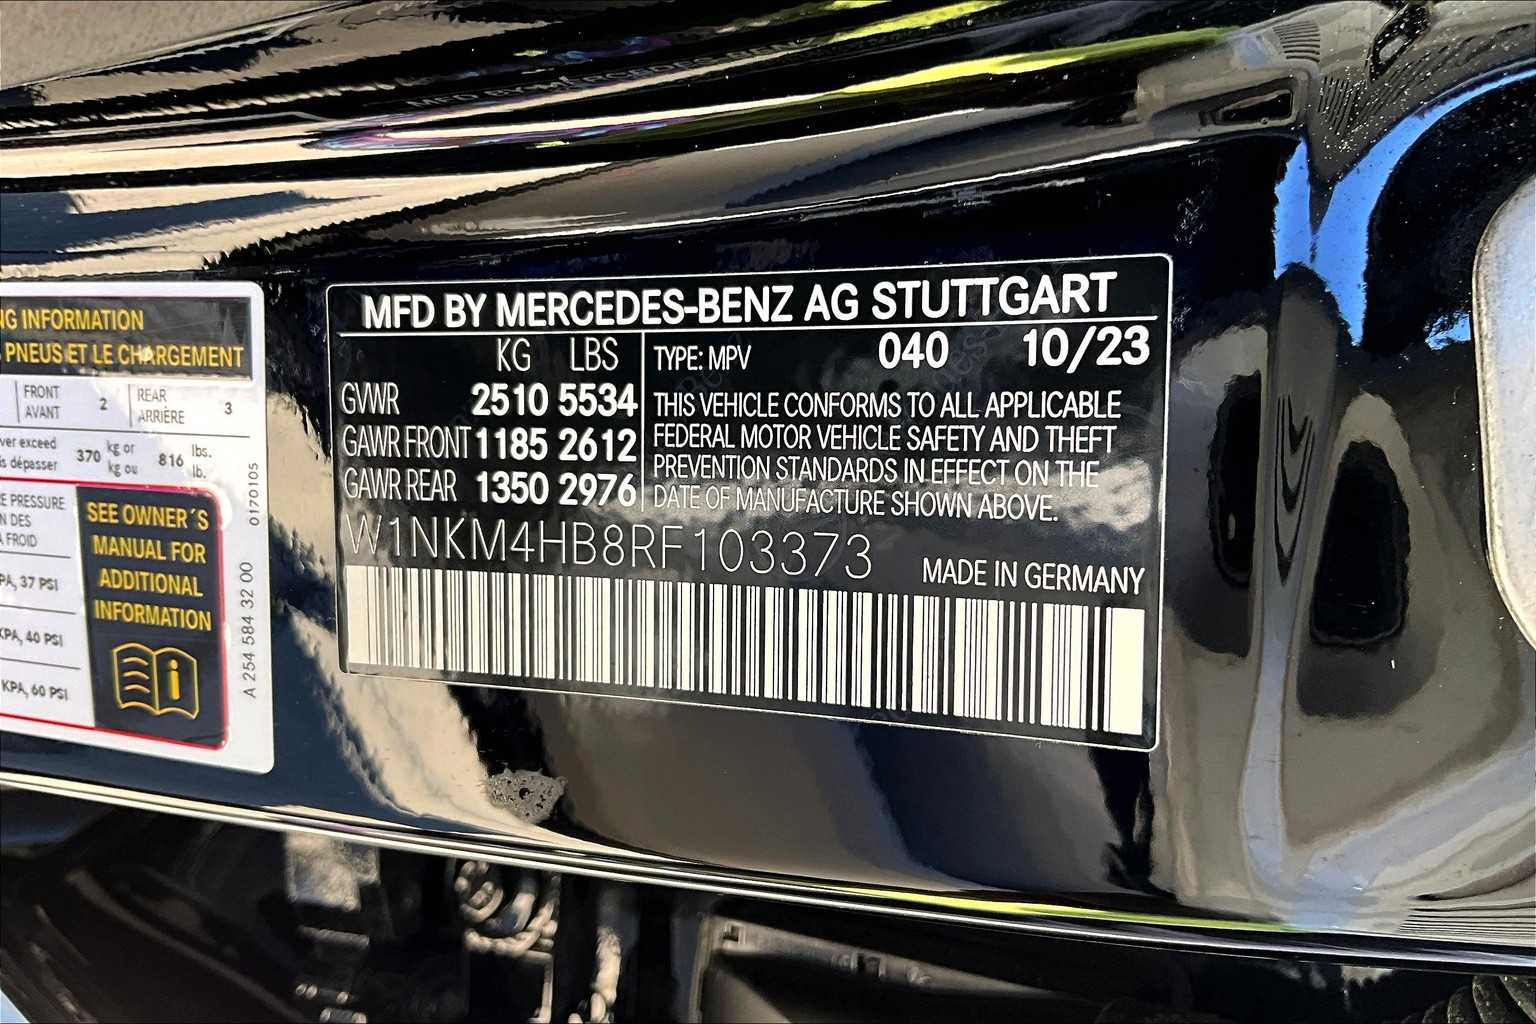 NG INFORMATION
PNEUS ET LE CHARGEMENT
FRONT
AVANT
2
REAR
ARRIÈRE
3
ver exceed
is dépasser
370
kg or
kg ou
816
lbs.
lb.
E PRESSURE
N DES
A FROID
PA, 37 PSI
KPA, 40 PSI
KPA, 60 PSI
SEE OWNER´S
MANUAL FOR
ADDITIONAL
INFORMATION
0170105
A 254 584 32 00
MFD BY MERCEDES-BENZ AG STUTTGART
KG LBS
GVWR 2510 5534
GAWR FRONT 1185 2612
GAWR REAR 1350 2976
TYPE: MPV 040 10/23
THIS VEHICLE CONFORMS TO ALL APPLICABLE
FEDERAL MOTOR VEHICLE SAFETY AND THEFT
PREVENTION STANDARDS IN EFFECT ON THE
DATE OF MANUFACTURE SHOWN ABOVE.
W1NKM4HB8RF103373
MADE IN GERMANY